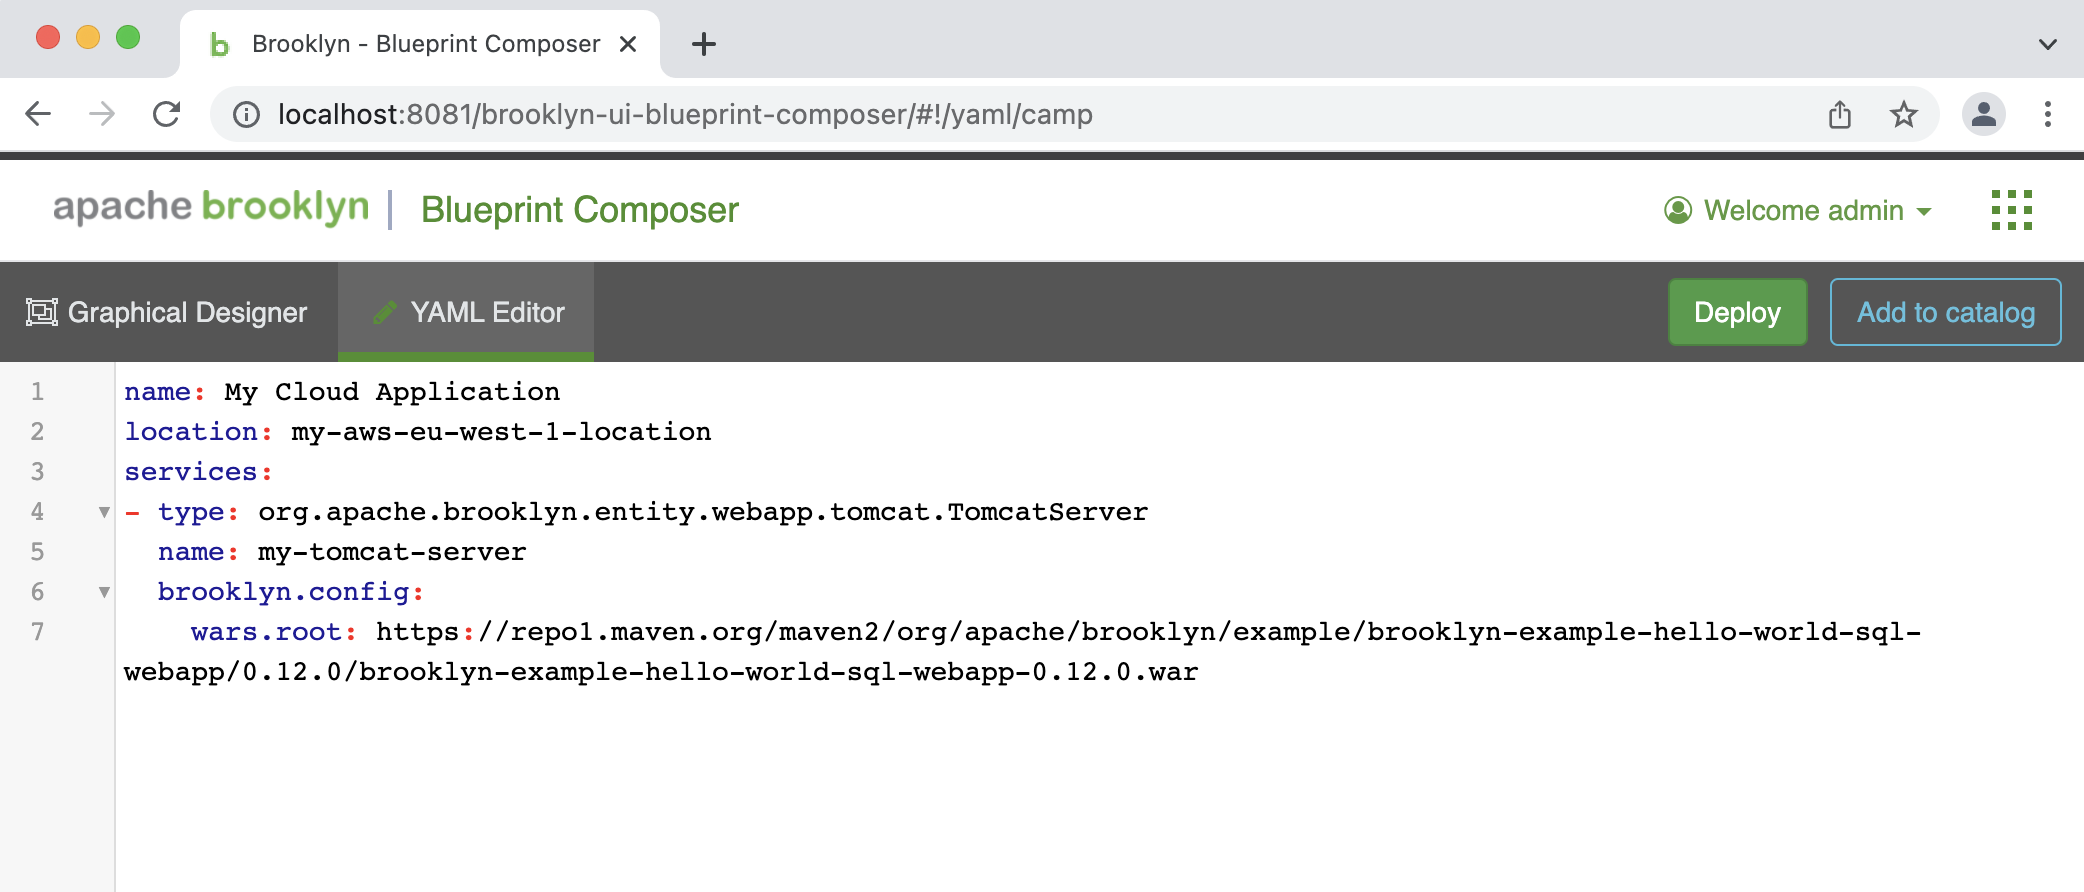 Brooklyn - Blueprint Composer
localhost:8081/brooklyn-ui-blueprint-composer/#!/yaml/camp
apache brooklyn | Blueprint Composer
Welcome admin
Graphical Designer
YAML Editor
Deploy
Add to catalog
1 name: My Cloud Application
2 location: my-aws-eu-west-1-location
3 services:
4 - type: org.apache.brooklyn.entity.webapp.tomcat.TomcatServer
5   name: my-tomcat-server
6   brooklyn.config:
7     wars.root: https://repo1.maven.org/maven2/org/apache/brooklyn/example/brooklyn-example-hello-world-sql-
webapp/0.12.0/brooklyn-example-hello-world-sql-webapp-0.12.0.war